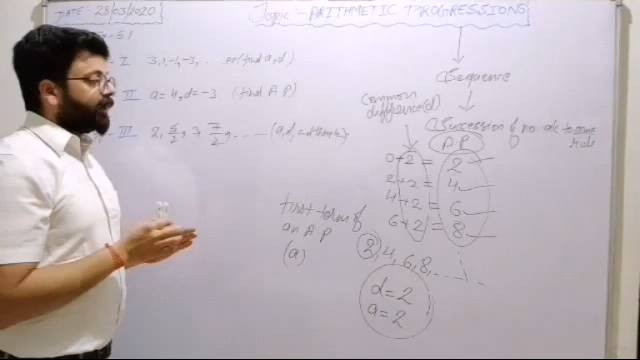 DATE - 28/03/2020
Topic - ARITHMETIC PROGRESSIONS
Sequence
Succession of no. a/c to some rule
I 3, 1, -1, -3, ... (find a, d)
II a = 4, d = -3 (find A P)
III 2, 5/2, 3, 7/2, ......
Common difference(d)
A P
0+2 = 2
2+2 = 4
4+2 = 6
6+2 = 8
first term of an A P (a)
2, 4, 6, 8, ...
d = 2
a = 2